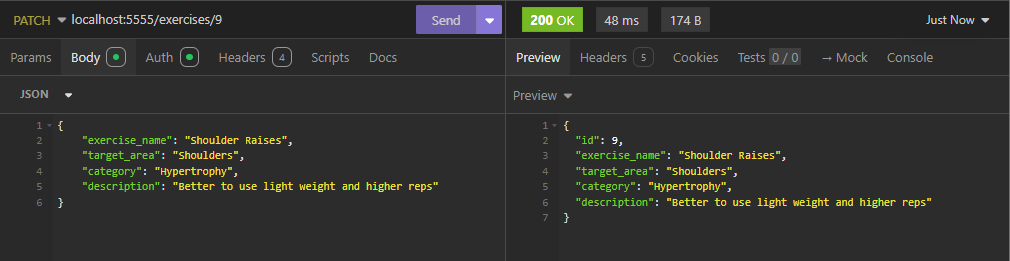 PATCH localhost:5555/exercises/9 Send
Params Body Auth Headers 4 Scripts Docs
JSON
1 {
2 "exercise_name": "Shoulder Raises",
3 "target_area": "Shoulders",
4 "category": "Hypertrophy",
5 "description": "Better to use light weight and higher reps"
6 }
200 OK 48 ms 174 B Just Now
Preview Headers 5 Cookies Tests 0 / 0 → Mock Console
Preview
1 {
2 "id": 9,
3 "exercise_name": "Shoulder Raises",
4 "target_area": "Shoulders",
5 "category": "Hypertrophy",
6 "description": "Better to use light weight and higher reps"
7 }